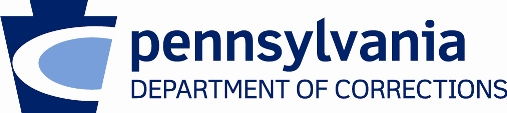 pennsylvania
DEPARTMENT OF CORRECTIONS